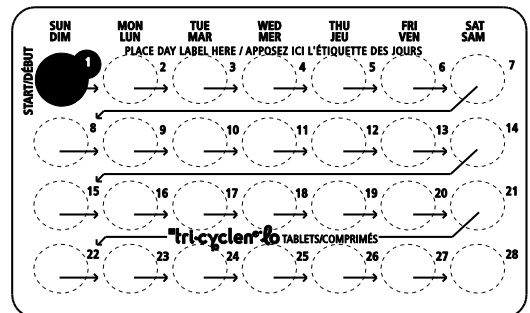 SUN MON TUE WED THU FRI SAT
DIM LUN MAR MER JEU VEN SAM
PLACE DAY LABEL HERE / APPOSEZ ICI L'ÉTIQUETTE DES JOURS
START/DÉBUT
1 2 3 4 5 6 7
8 9 10 11 12 13 14
15 16 17 18 19 20 21
tri-cyclen® lo TABLETS/COMPRIMÉS
22 23 24 25 26 27 28